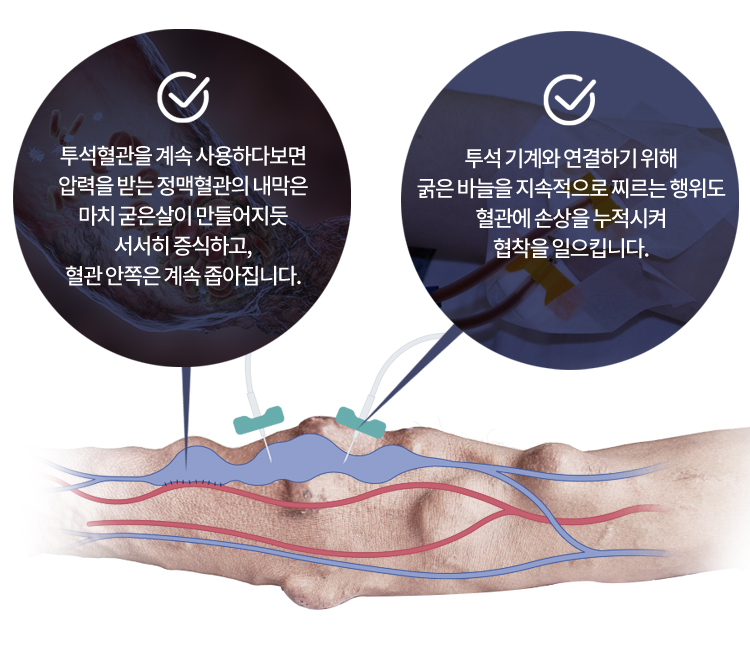 투석혈관을 계속 사용하다보면
압력을 받는 정맥혈관의 내막은
마치 굳은살이 만들어지듯
서서히 증식하고,
혈관 안쪽은 계속 좁아집니다.
투석 기계와 연결하기 위해
굵은 바늘을 지속적으로 찌르는 행위도
혈관에 손상을 누적시켜
협착을 일으킵니다.